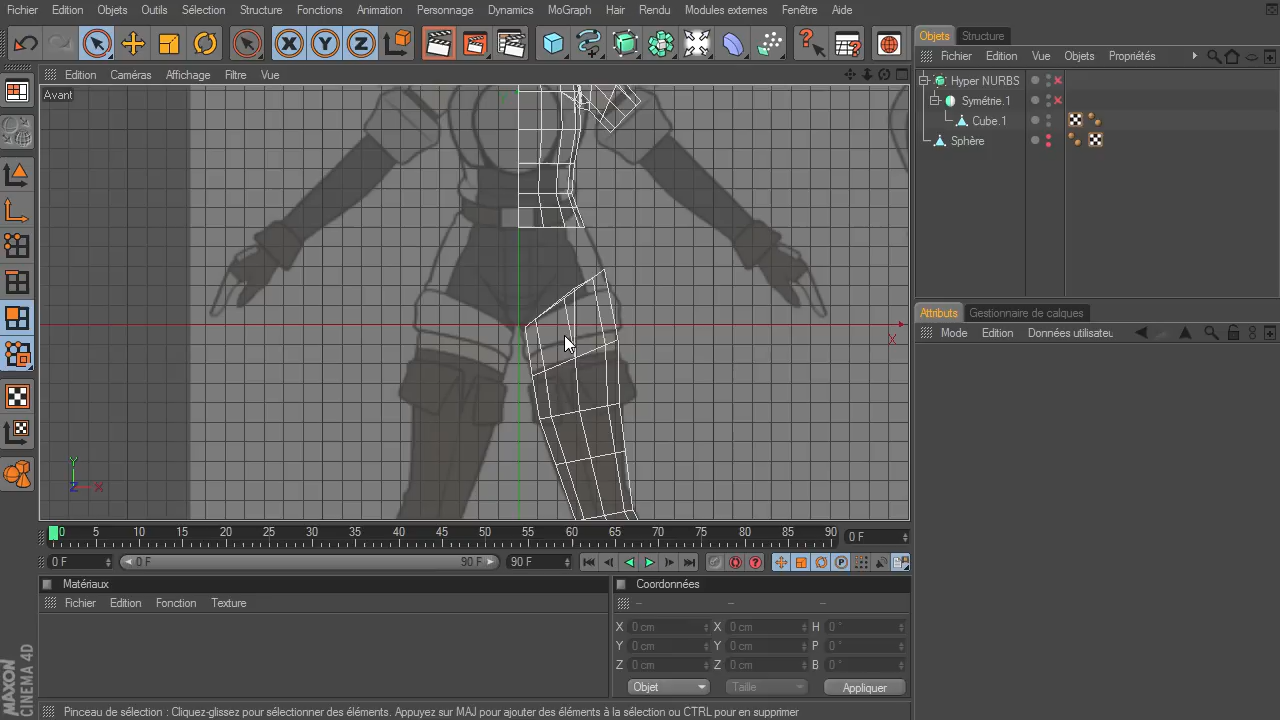 Fichier Edition Objets Outils Sélection Structure Fonctions Animation Personnage Dynamics MoGraph Hair Rendu Modules externes Fenêtre Aide
Objets Structure
Fichier Edition Vue Objets Propriétés
Edition Caméras Affichage Filtre Vue
Avant
Y
X
Y
Z X
Hyper NURBS
Symétrie.1
Cube.1
Sphère
Attributs Gestionnaire de calques
Mode Edition Données utilisateu
0 5 10 15 20 25 30 35 40 45 50 55 60 65 70 75 80 85 90 0 F
0 F 0 F 90 F 90 F
Matériaux
Fichier Edition Fonction Texture
Coordonnées
-- -- --
X 0 cm X 0 cm H 0 °
Y 0 cm Y 0 cm P 0 °
Z 0 cm Z 0 cm B 0 °
Objet Taille Appliquer
MAXON
CINEMA 4D
Pinceau de sélection : Cliquez-glissez pour sélectionner des éléments. Appuyez sur MAJ pour ajouter des éléments à la sélection ou CTRL pour en supprimer